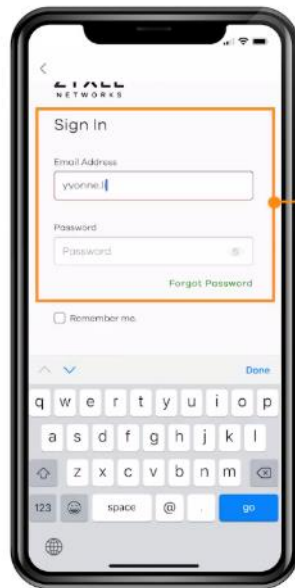 NETWORKS
Sign In
Email Address
yvonne.l
Password
Password
Forgot Password
Remember me.
Done
q w e r t y u i o p
a s d f g h j k l
z x c v b n m
123 space @ . go